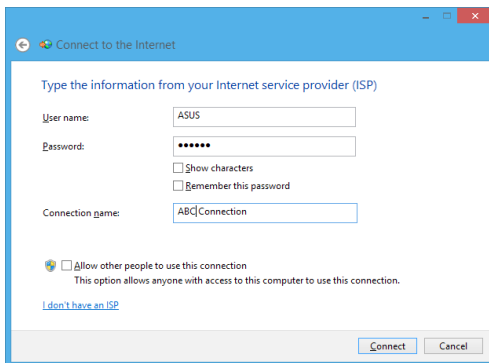 Connect to the Internet
Type the information from your Internet service provider (ISP)
User name: ASUS
Password: ••••••
Show characters
Remember this password
Connection name: ABC Connection
Allow other people to use this connection
This option allows anyone with access to this computer to use this connection.
I don't have an ISP
Connect Cancel